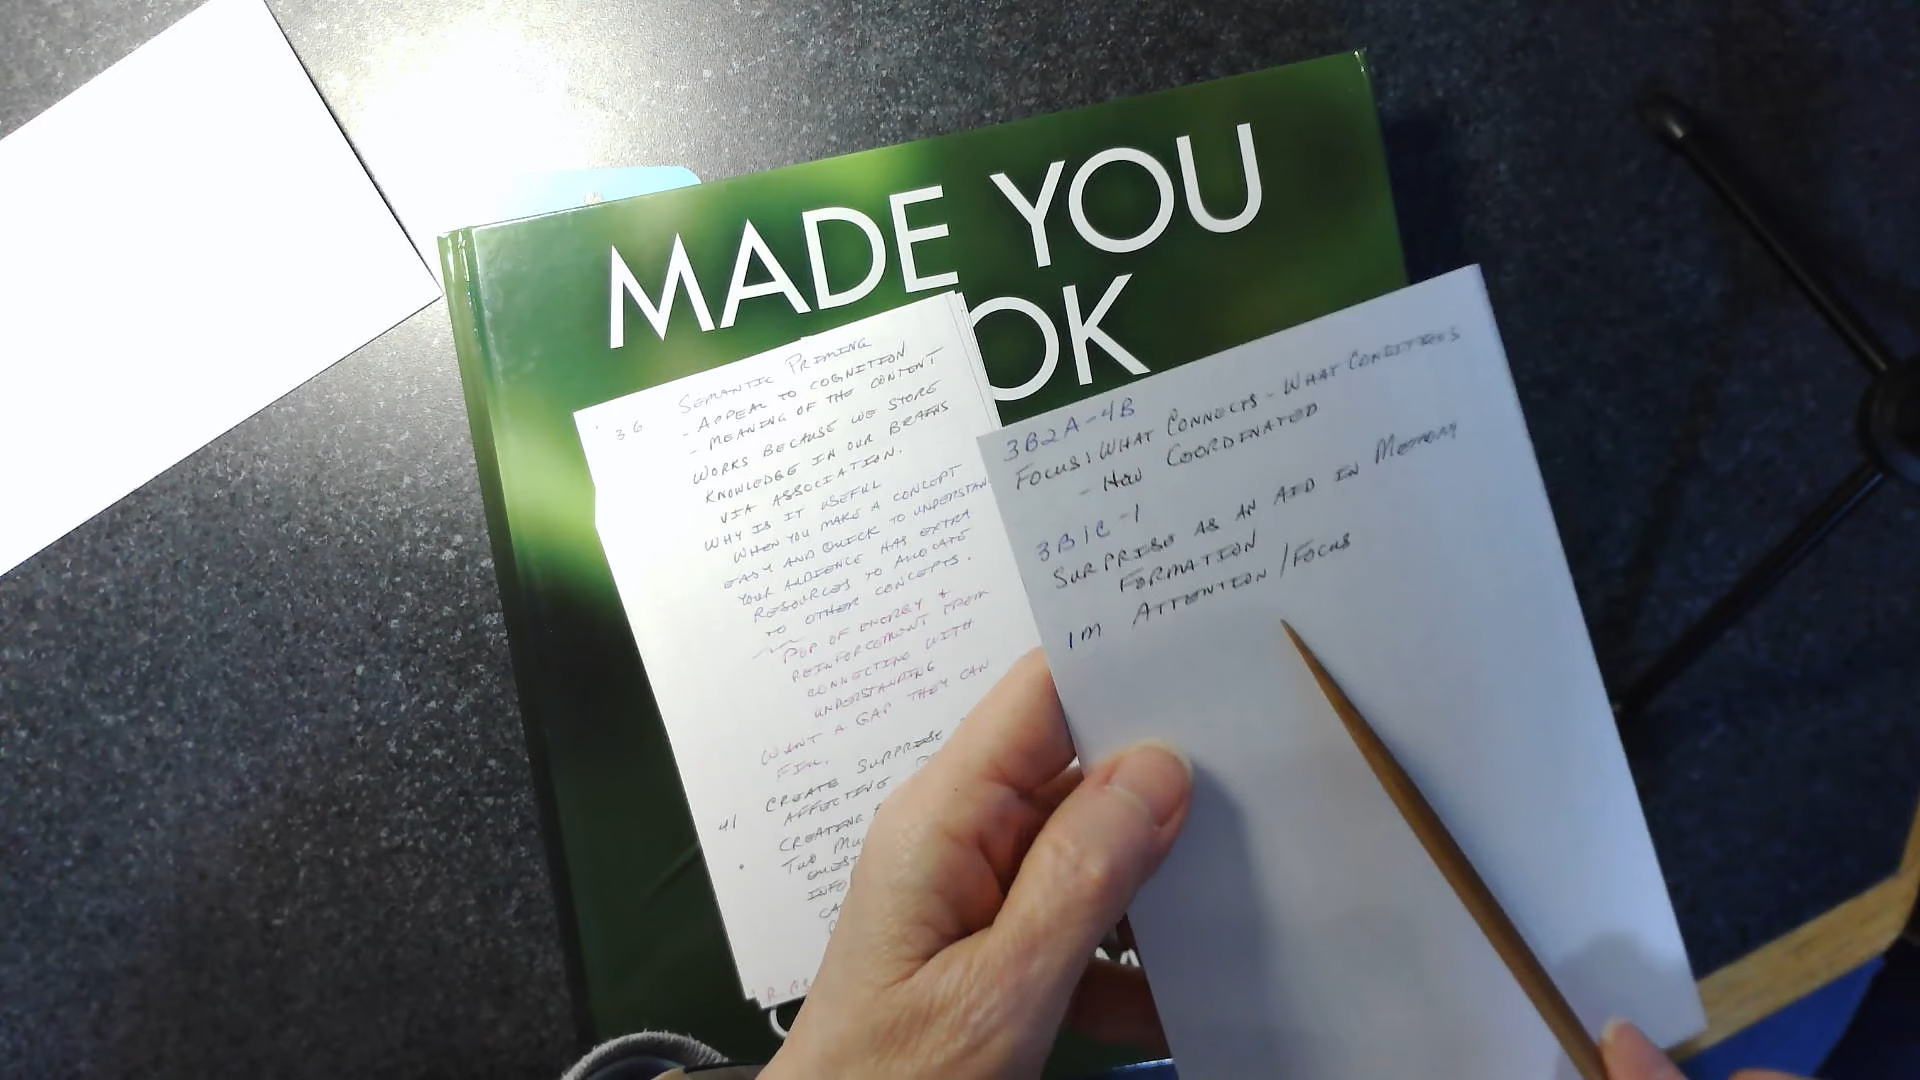 MADE YOU
OK
36 SEMANTIC PRIMING
- APPEAL TO COGNITION
- MEANING OF THE CONTENT
WORKS BECAUSE WE STORE
KNOWLEDGE IN OUR BRAINS
VIA ASSOCIATION.
WHY IS IT USEFUL
WHEN YOU MAKE A CONCEPT
EASY AND QUICK TO UNDERSTAN
YOUR AUDIENCE HAS EXTRA
RESOURCES TO ALLOCATE
TO OTHER CONCEPTS.
POP OF ENERGY +
REINFORCEMENT FROM
CONNECTING WITH
UNDERSTANDING
WANT A GAP THEY CAN
FILL.
41 CREATE SURPRISE
AFFECTING
CREATING
TWO
3B2A-4B
FOCUS: WHAT CONNECTS - WHAT CONDITIONS
- HOW COORDINATED
3B1C-1
SURPRISE AS AN AID IN MEMORY
FORMATION
1M ATTENTION/FOCUS